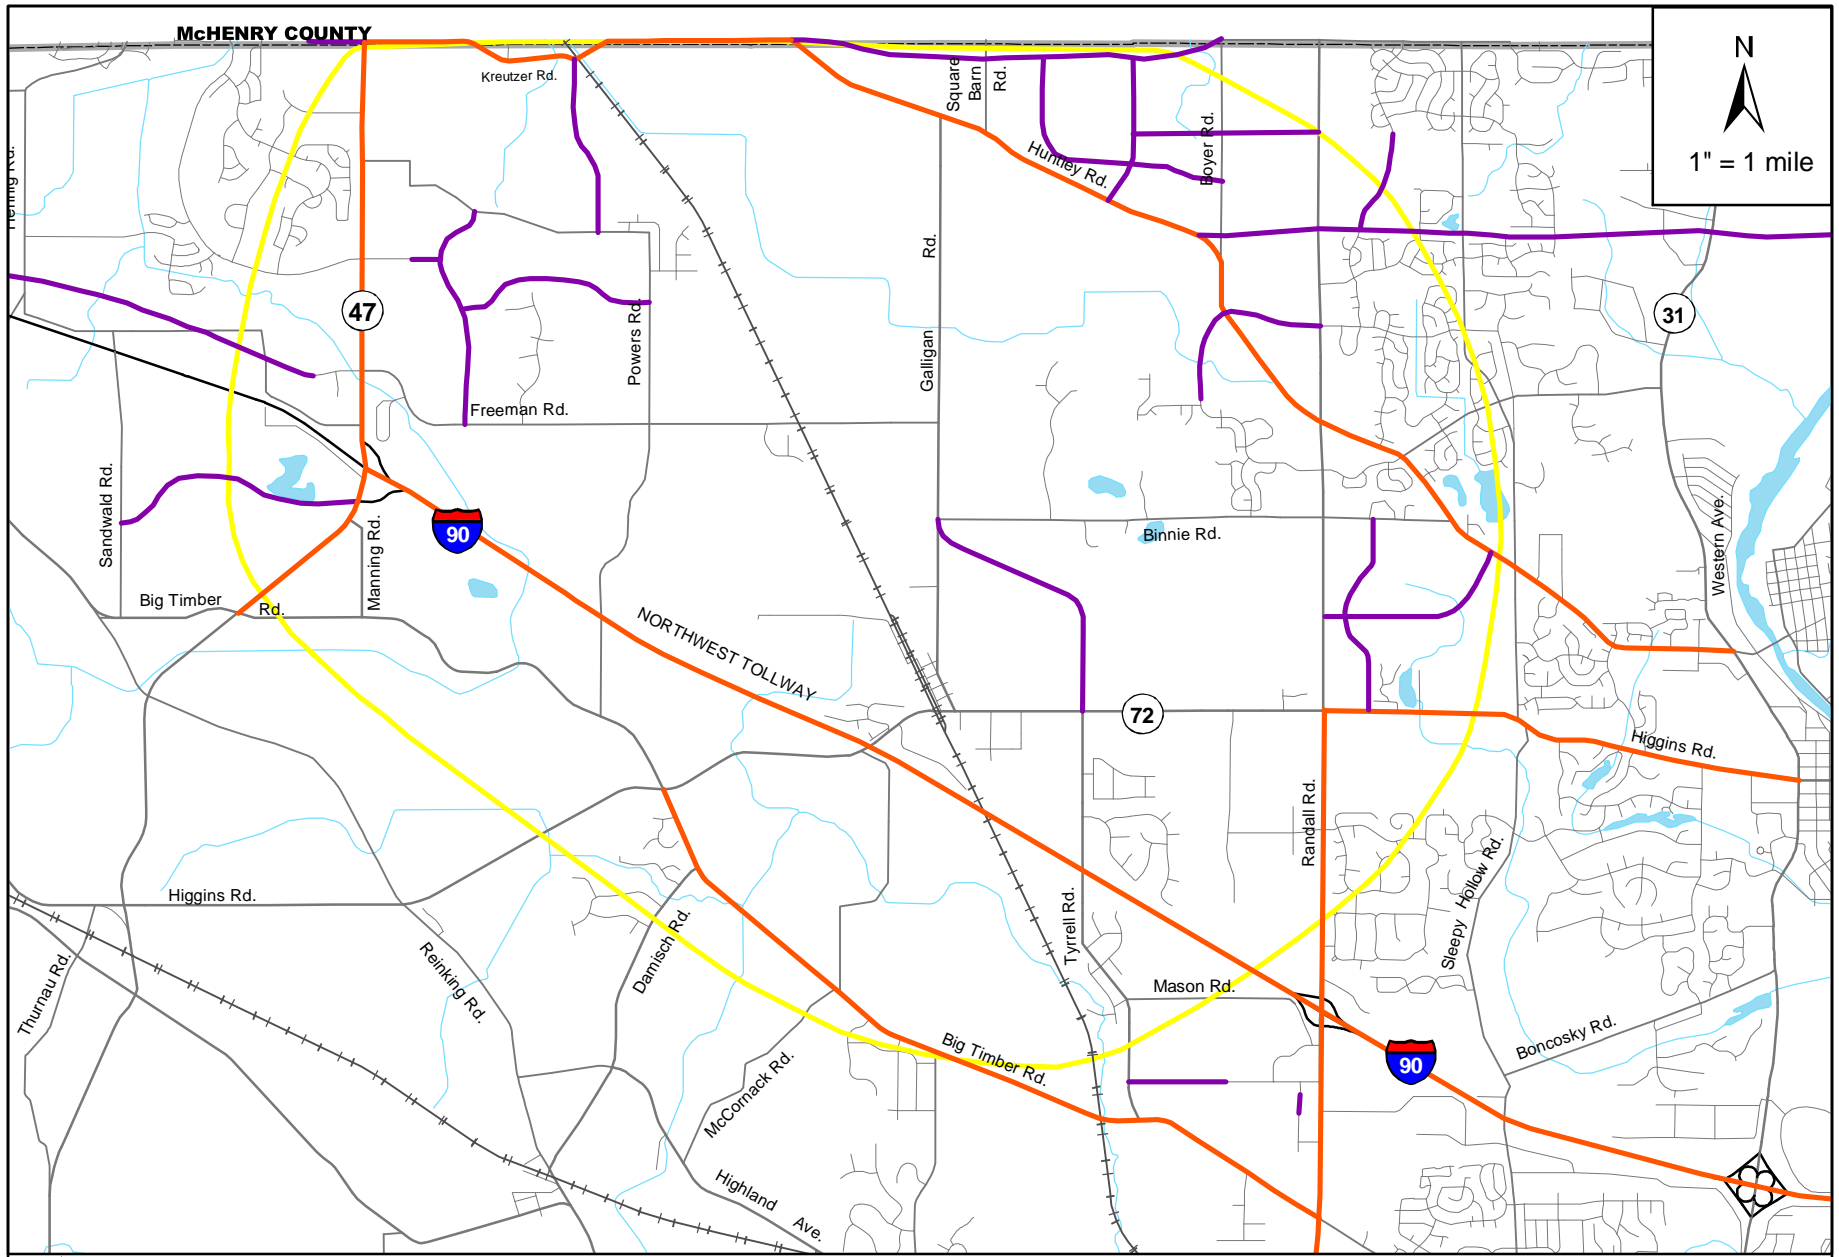 McHENRY COUNTY
N
1" = 1 mile
Kreutzer Rd.
Square
Barn
Rd.
Huntley Rd.
Boyer Rd.
47
31
Rd.
Galligan
Powers Rd.
Freeman Rd.
Sandwald Rd.
Manning Rd.
90
Binnie Rd.
Western Ave.
Big Timber
Rd.
NORTHWEST TOLLWAY
72
Higgins Rd.
Randall Rd.
Sleepy Hollow Rd.
Higgins Rd.
Thurnau Rd.
Reinking Rd.
Damisch Rd.
Tyrrell Rd.
Mason Rd.
Big Timber Rd.
90
Boncosky Rd.
McCornack Rd.
Highland
Ave.